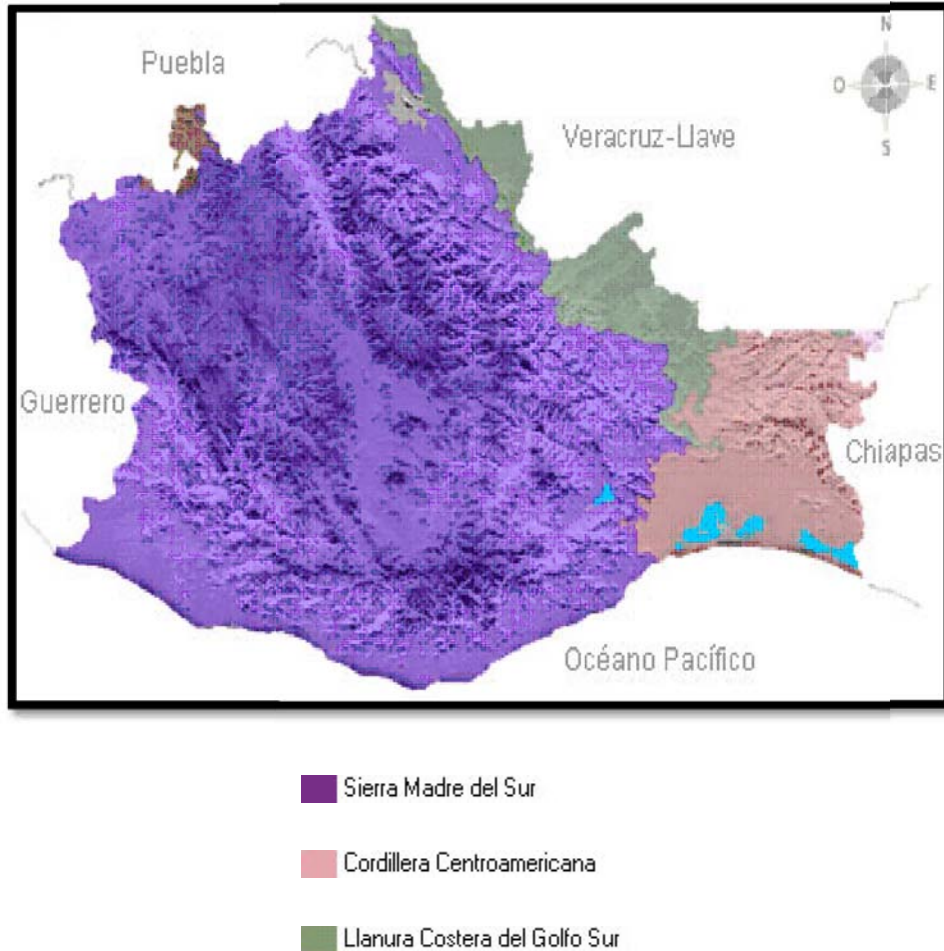 N
Puebla
O
E
Veracruz-Llave
S
Guerrero
Chiapas
Océano Pacífico
Sierra Madre del Sur
Cordillera Centroamericana
Llanura Costera del Golfo Sur